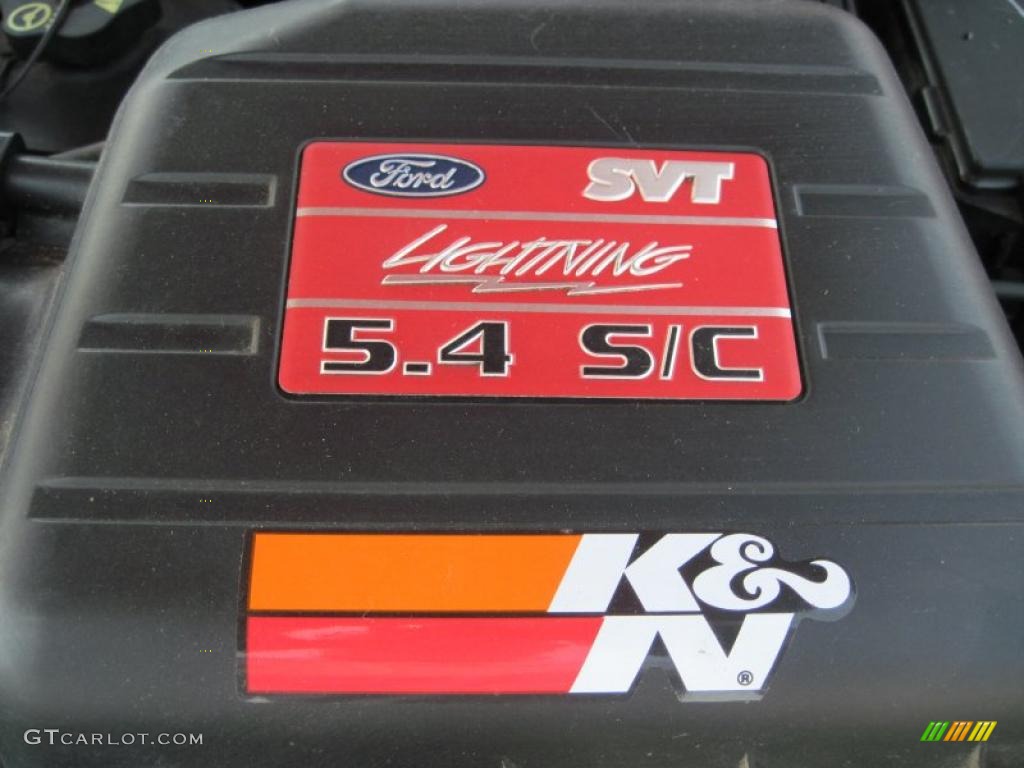 Ford SVT
LIGHTNING
5.4 S/C
K&
N®
GTCARLOT.COM